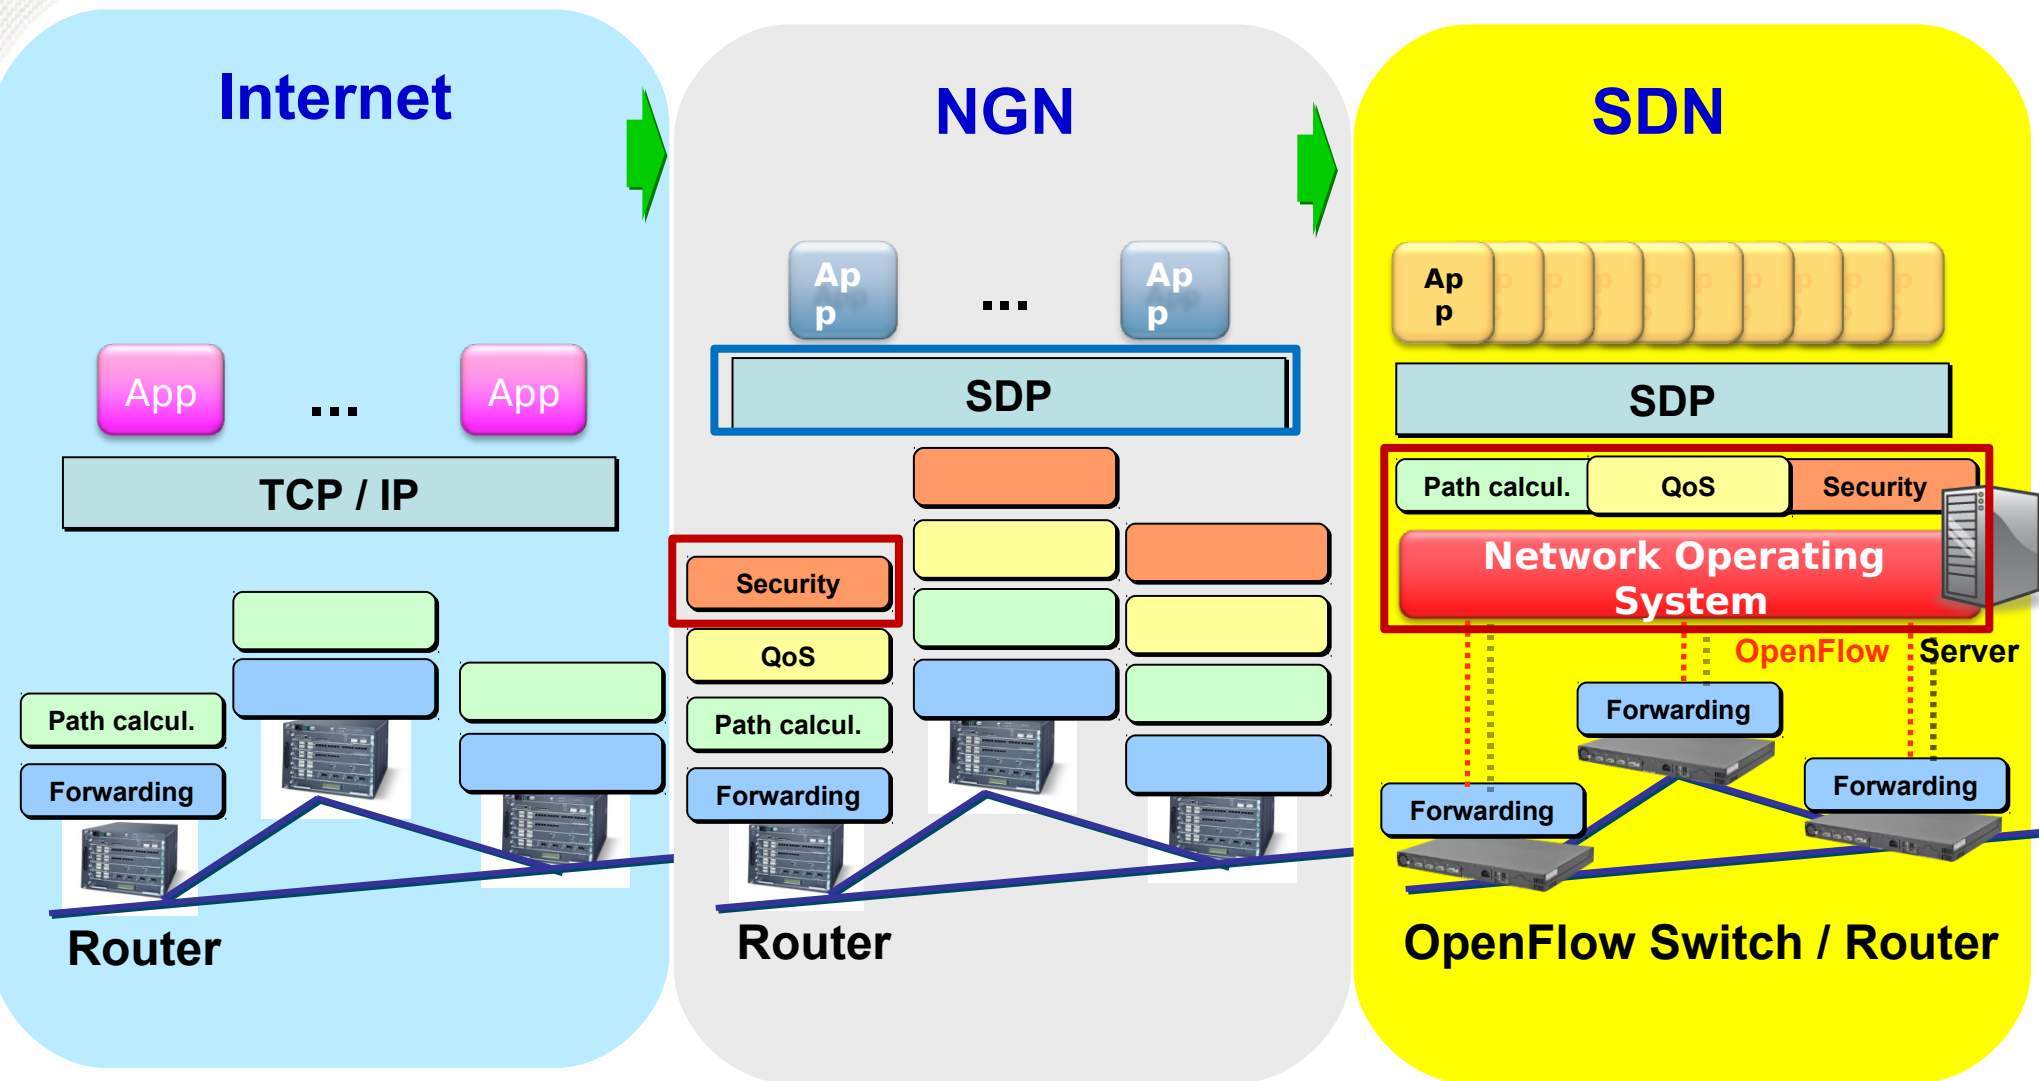 Internet
App
...
App
TCP / IP
Path calcul.
Forwarding
Router
NGN
Ap
p
...
Ap
p
SDP
Security
QoS
Path calcul.
Forwarding
Router
SDN
Ap
p
SDP
Path calcul.
QoS
Security
Network Operating
System
OpenFlow
Server
Forwarding
Forwarding
Forwarding
OpenFlow Switch / Router